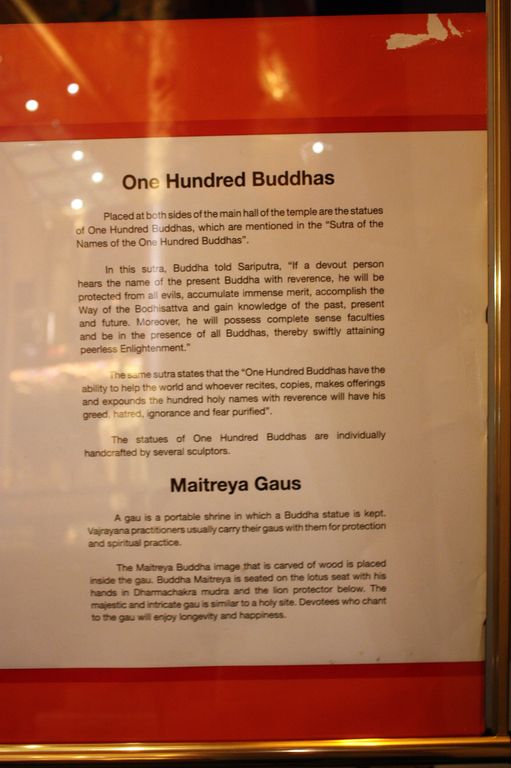 One Hundred Buddhas
Placed at both sides of the main hall of the temple are the statues
of One Hundred Buddhas, which are mentioned in the “Sutra of the
Names of the One Hundred Buddhas”.
In this sutra, Buddha told Sariputra, “If a devout person
hears the name of the present Buddha with reverence, he will be
protected from all evils, accumulate immense merit, accomplish the
Way of the Bodhisattva and gain knowledge of the past, present
and future. Moreover, he will possess complete sense faculties
and be in the presence of all Buddhas, thereby swiftly attaining
peerless Enlightenment.”
The same sutra states that the “One Hundred Buddhas have the
ability to help the world and whoever recites, copies, makes offerings
and expounds the hundred holy names with reverence will have his
greed, hatred, ignorance and fear purified”.
The statues of One Hundred Buddhas are individually
handcrafted by several sculptors.
Maitreya Gaus
A gau is a portable shrine in which a Buddha statue is kept.
Vajrayana practitioners usually carry their gaus with them for protection
and spiritual practice.
The Maitreya Buddha image that is carved of wood is placed
inside the gau. Buddha Maitreya is seated on the lotus seat with his
hands in Dharmachakra mudra and the lion protector below. The
majestic and intricate gau is similar to a holy site. Devotees who chant
to the gau will enjoy longevity and happiness.